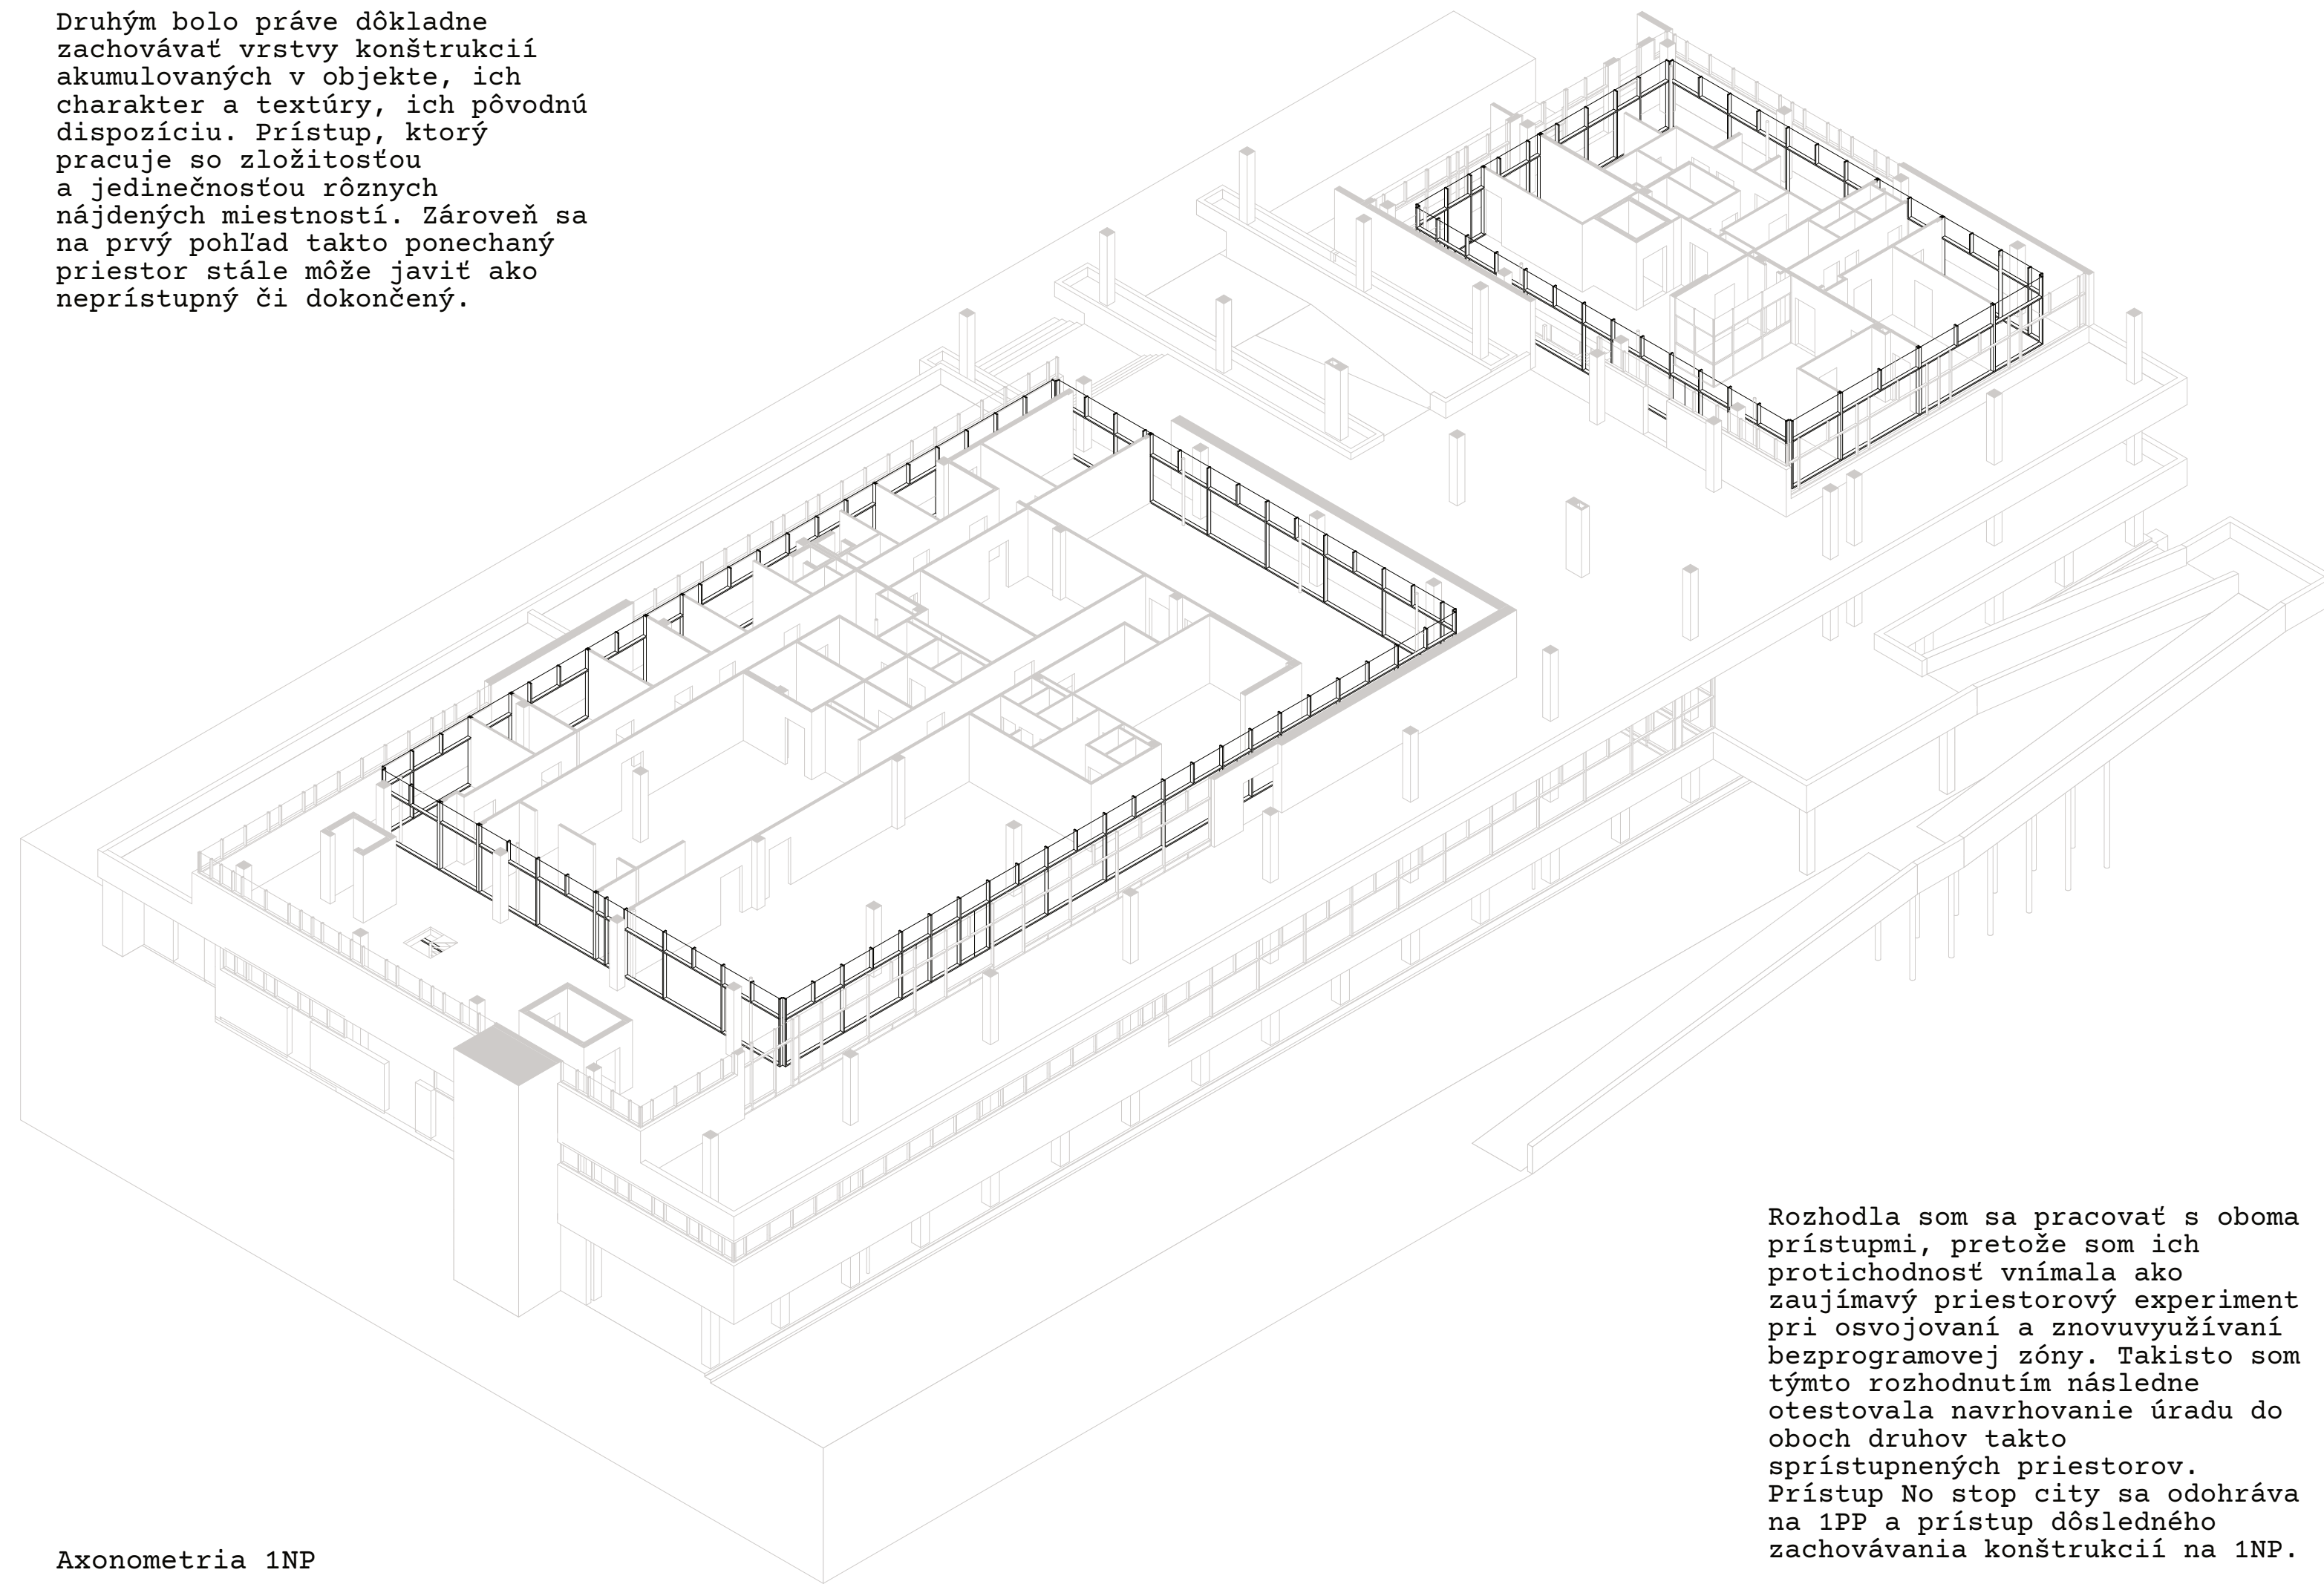 Druhým bolo práve dôkladne
zachovávať vrstvy konštrukcií
akumulovaných v objekte, ich
charakter a textúry, ich pôvodnú
dispozíciu. Prístup, ktorý
pracuje so zložitosťou
a jedinečnosťou rôznych
nájdených miestností. Zároveň sa
na prvý pohľad takto ponechaný
priestor stále môže javiť ako
neprístupný či dokončený.
Rozhodla som sa pracovať s oboma
prístupmi, pretože som ich
protichodnosť vnímala ako
zaujímavý priestorový experiment
pri osvojovaní a znovuvyužívaní
bezprogramovej zóny. Takisto som
týmto rozhodnutím následne
otestovala navrhovanie úradu do
oboch druhov takto
sprístupnených priestorov.
Prístup No stop city sa odohráva
na 1PP a prístup dôsledného
zachovávania konštrukcií na 1NP.
Axonometria 1NP